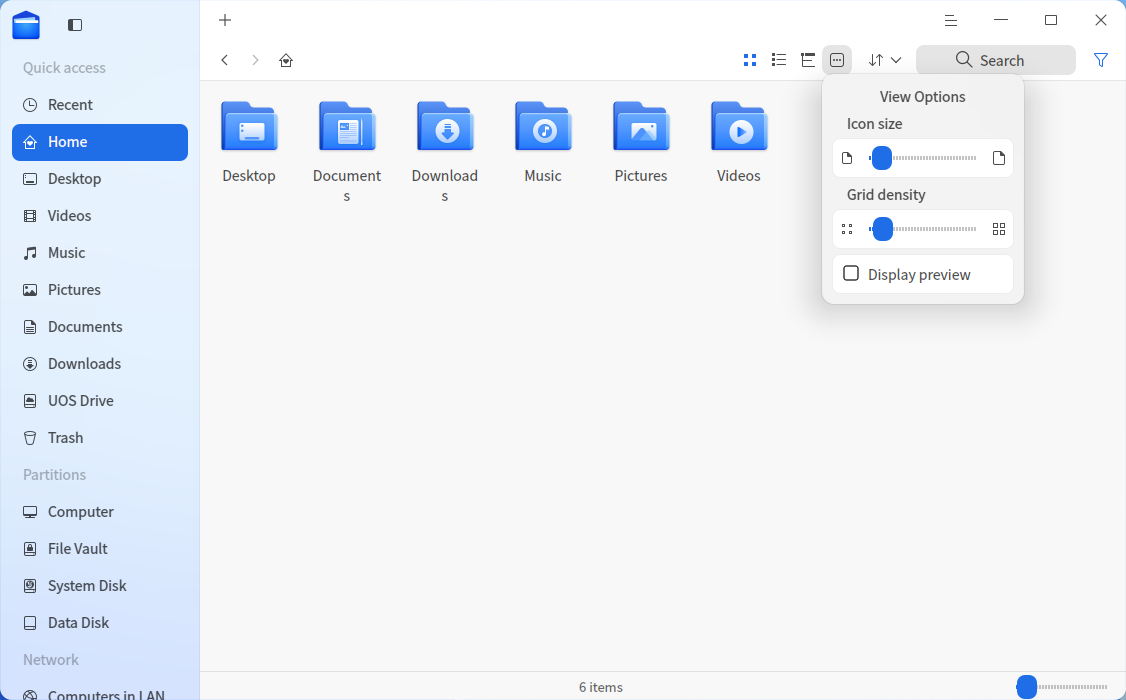 Quick access
Recent
Home
Desktop
Videos
Music
Pictures
Documents
Downloads
UOS Drive
Trash
Partitions
Computer
File Vault
System Disk
Data Disk
Network
Computers in LAN
Search
Desktop
Document
s
Download
s
Music
Pictures
Videos
View Options
Icon size
Grid density
Display preview
6 items